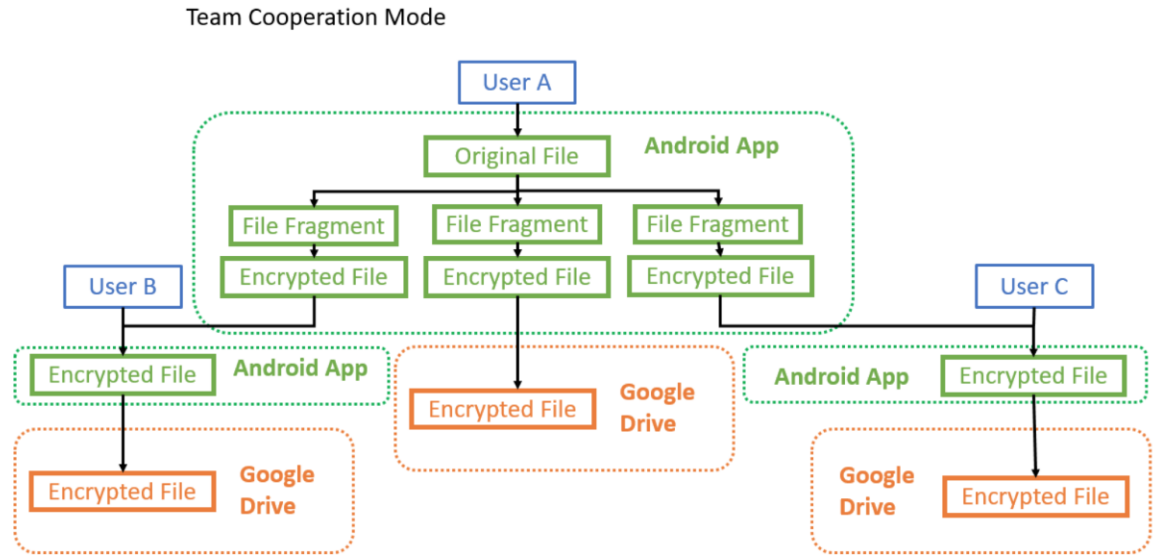 Team Cooperation Mode
User A
Original File
Android App
File Fragment
File Fragment
File Fragment
Encrypted File
Encrypted File
Encrypted File
User B
User C
Encrypted File
Android App
Encrypted File
Google
Drive
Android App
Encrypted File
Encrypted File
Google
Drive
Google
Drive
Encrypted File